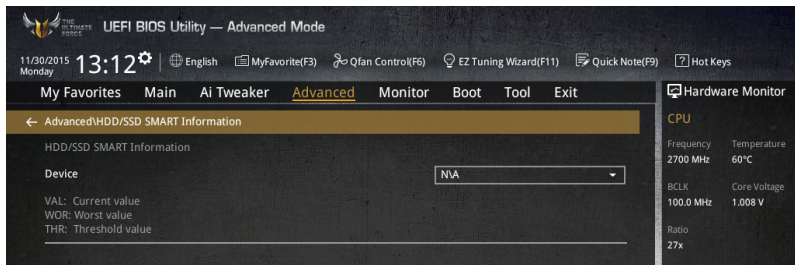 THE ULTIMATE FORCE
UEFI BIOS Utility — Advanced Mode
11/30/2015
Monday
13:12
English
MyFavorite(F3)
Qfan Control(F6)
EZ Tuning Wizard(F11)
Quick Note(F9)
? Hot Keys
My Favorites Main Ai Tweaker Advanced Monitor Boot Tool Exit
Hardware Monitor
← Advanced\HDD/SSD SMART Information
HDD/SSD SMART Information
Device N\A
VAL: Current value
WOR: Worst value
THR: Threshold value
CPU
Frequency Temperature
2700 MHz 60°C
BCLK Core Voltage
100.0 MHz 1.008 V
Ratio
27x